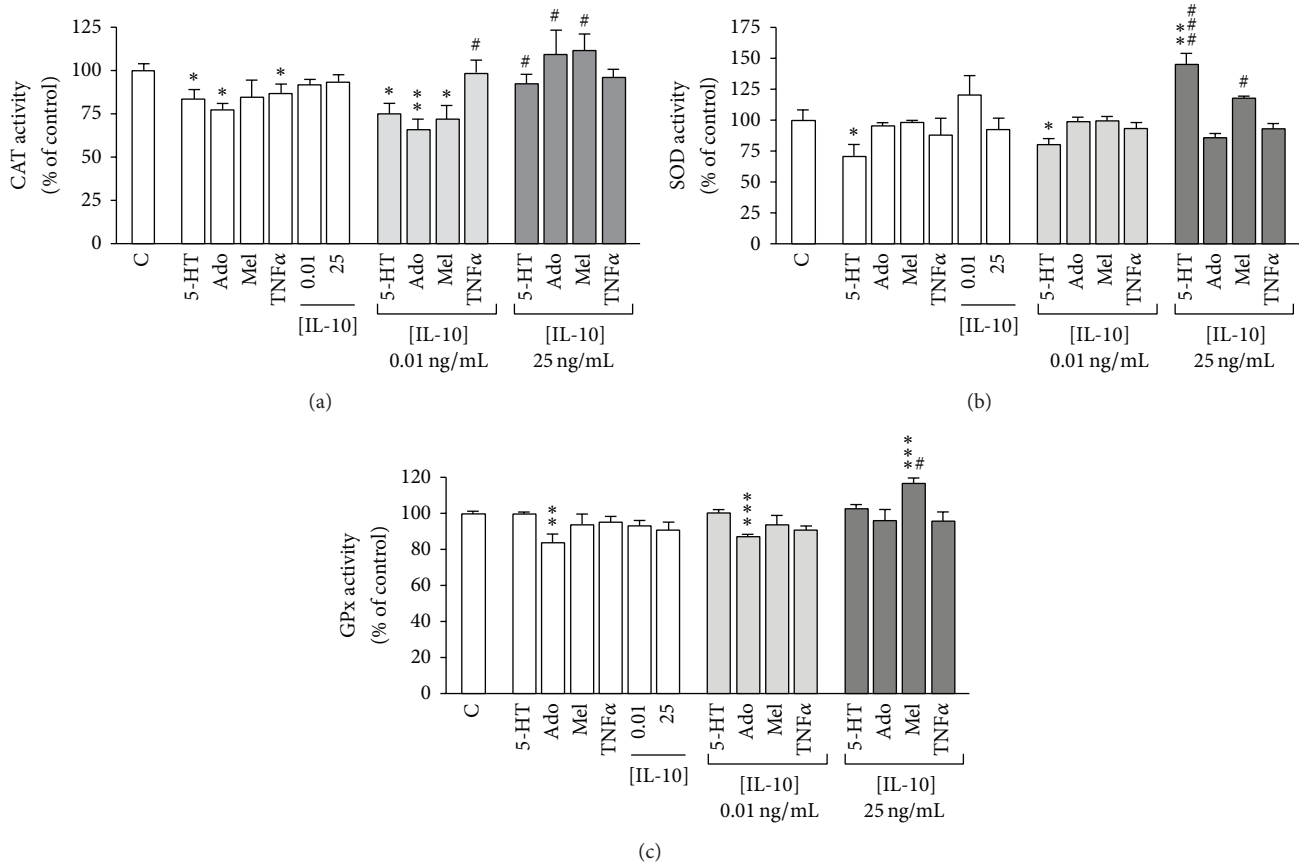 CAT activity
(% of control)
125
100
75
50
25
0
* * * * * ** * # # # #
C 5-HT Ado Mel TNFα 0.01 25 5-HT Ado Mel TNFα 5-HT Ado Mel TNFα
[IL-10] [IL-10] [IL-10]
0.01 ng/mL 25 ng/mL
(a)
SOD activity
(% of control)
175
150
125
100
75
50
25
0
* * ** ### #
C 5-HT Ado Mel TNFα 0.01 25 5-HT Ado Mel TNFα 5-HT Ado Mel TNFα
[IL-10] [IL-10] [IL-10]
0.01 ng/mL 25 ng/mL
(b)
GPx activity
(% of control)
120
100
80
60
40
20
0
** *** *** #
C 5-HT Ado Mel TNFα 0.01 25 5-HT Ado Mel TNFα 5-HT Ado Mel TNFα
[IL-10] [IL-10] [IL-10]
0.01 ng/mL 25 ng/mL
(c)